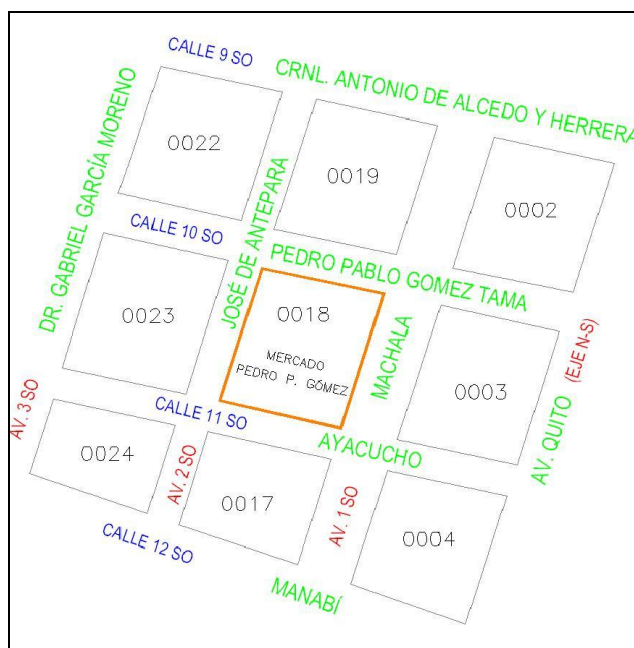 CALLE 9 SO
CRNL. ANTONIO DE ALCEDO Y HERRERA
DR. GABRIEL GARCÍA MORENO
0022
0019
0002
JOSÉ DE ANTEPARA
CALLE 10 SO
PEDRO PABLO GOMEZ TAMA
0023
0018
MERCADO
PEDRO P. GÓMEZ
MACHALA
0003
AV. QUITO (EJE N-S)
AV. 3 SO
CALLE 11 SO
AYACUCHO
0024
AV. 2 SO
0017
AV. 1 SO
0004
CALLE 12 SO
MANABÍ